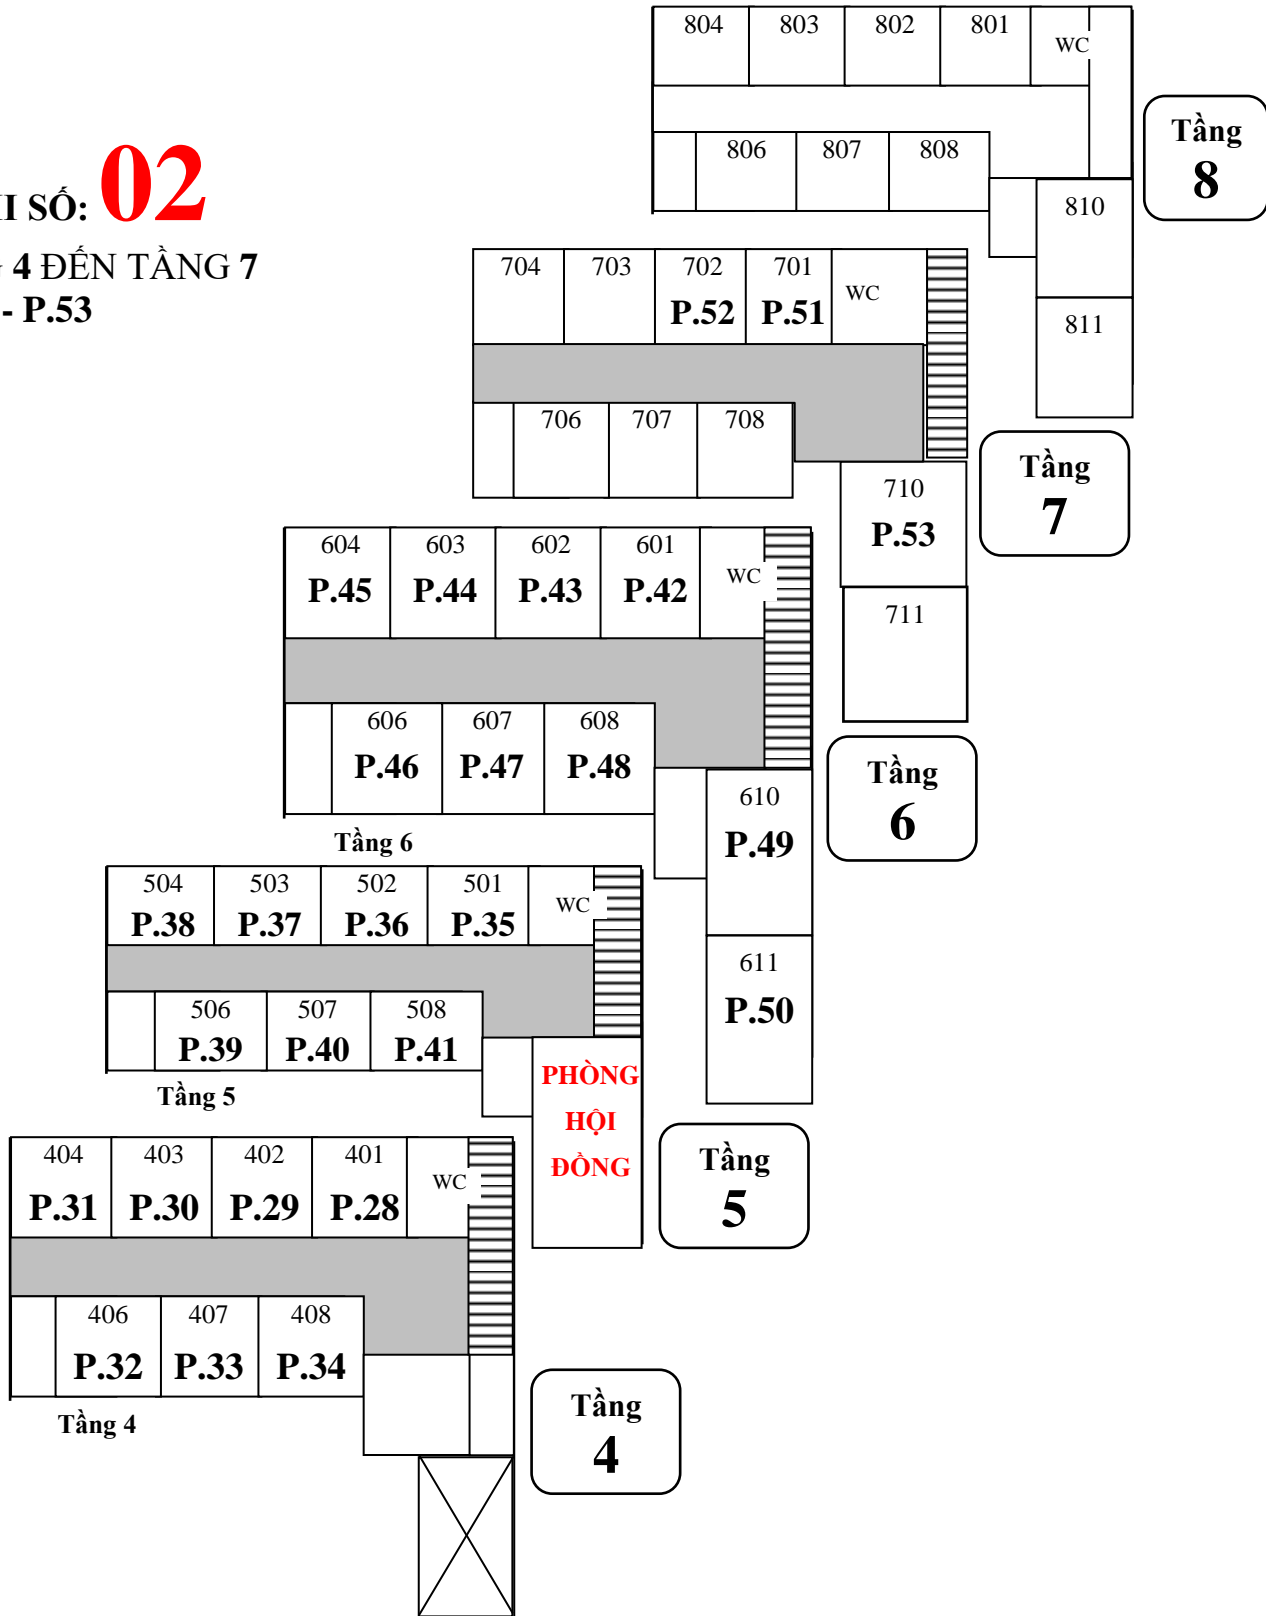 804 803 802 801 WC
806 807 808
810
811
Tầng
8
SỐ: 02
4 ĐẾN TẦNG 7
- P.53
704 703 702 701 WC
P.52 P.51
706 707 708
710
P.53
711
Tầng
7
604 603 602 601 WC
P.45 P.44 P.43 P.42
606 607 608
P.46 P.47 P.48
610
P.49
611
P.50
Tầng 6
Tầng
6
504 503 502 501 WC
P.38 P.37 P.36 P.35
506 507 508
P.39 P.40 P.41
Tầng 5
PHÒNG
HỘI
ĐỒNG
Tầng
5
404 403 402 401 WC
P.31 P.30 P.29 P.28
406 407 408
P.32 P.33 P.34
Tầng 4
Tầng
4